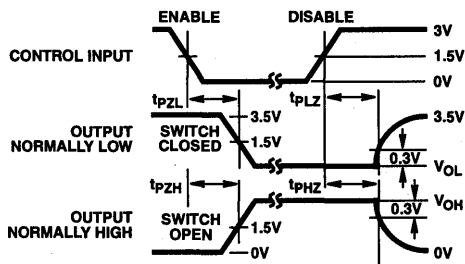 ENABLE DISABLE
3V
CONTROL INPUT 1.5V
0V
tPZL tPLZ
3.5V 3.5V
OUTPUT NORMALLY LOW SWITCH CLOSED 1.5V
0.3V
VOL
tPZH tPHZ
VOH
0.3V
OUTPUT NORMALLY HIGH SWITCH OPEN 1.5V
0V 0V